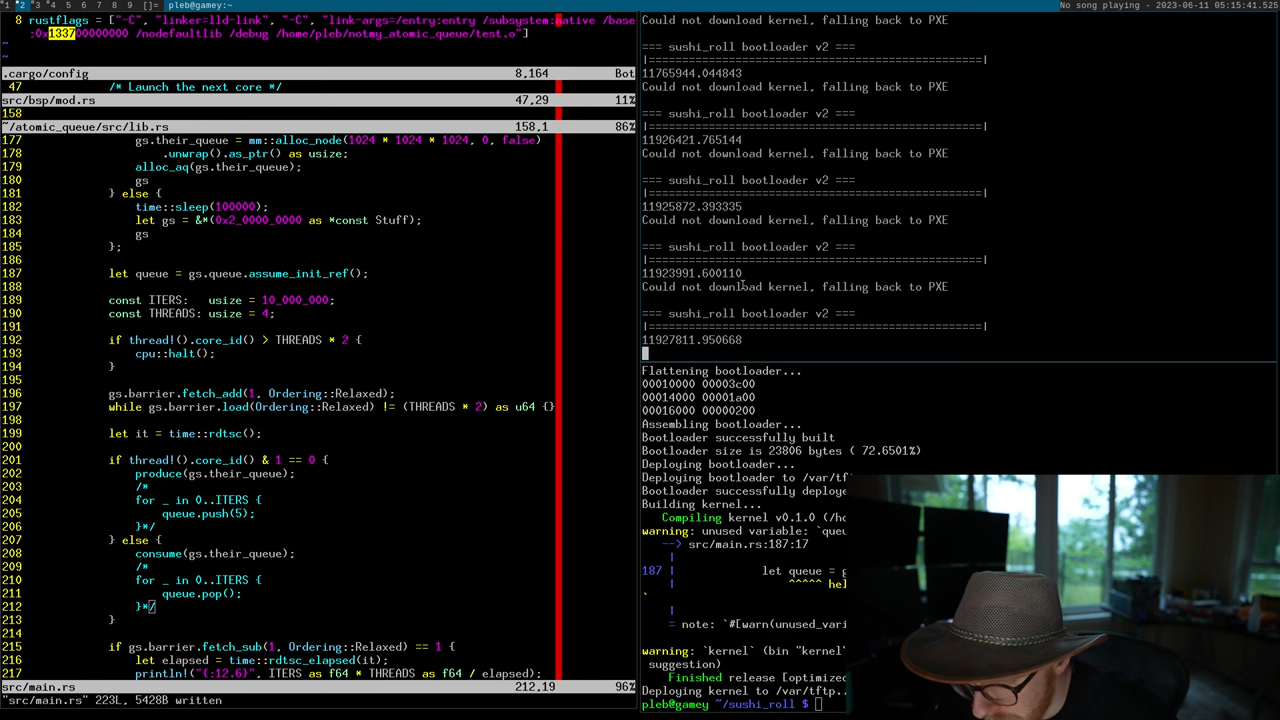 1 2 3 4 5 6 7 8 9 pleb@gamey:~
No song playing - 2023-06-11 05:15:41.525
8 rustflags = ["-C", "linker=lld-link", "-C", "link-args=/entry:entry /subsystem:native /base
:0x133700000000 /nodefaultlib /debug /home/pleb/notmy_atomic_queue/test.o"]
~
~
.cargo/config 8,164 Bot
47 /* Launch the next core */
src/bsp/mod.rs 47,29 11%
158
~/atomic_queue/src/lib.rs 158,1 86%
177 gs.their_queue = mm::alloc_node(1024 * 1024 * 1024, 0, false)
178 .unwrap().as_ptr() as usize;
179 alloc_aq(gs.their_queue);
180 gs
181 } else {
182 time::sleep(100000);
183 let gs = &*(0x2_0000_0000 as *const Stuff);
184 gs
185 };
186
187 let queue = gs.queue.assume_init_ref();
188
189 const ITERS: usize = 10_000_000;
190 const THREADS: usize = 4;
191
192 if thread!().core_id() > THREADS * 2 {
193 cpu::halt();
194 }
195
196 gs.barrier.fetch_add(1, Ordering::Relaxed);
197 while gs.barrier.load(Ordering::Relaxed) != (THREADS * 2) as u64 {}
198
199 let it = time::rdtsc();
200
201 if thread!().core_id() & 1 == 0 {
202 produce(gs.their_queue);
203 /*
204 for _ in 0..ITERS {
205 queue.push(5);
206 }*/
207 } else {
208 consume(gs.their_queue);
209 /*
210 for _ in 0..ITERS {
211 queue.pop();
212 }*/
213 }
214
215 if gs.barrier.fetch_sub(1, Ordering::Relaxed) == 1 {
216 let elapsed = time::rdtsc_elapsed(it);
217 println!("{:12.6}", ITERS as f64 * THREADS as f64 / elapsed);
src/main.rs 212,19 96%
"src/main.rs" 223L, 5428B written
Could not download kernel, falling back to PXE
=== sushi_roll bootloader v2 ===
|==================================================|
11765944.044843
Could not download kernel, falling back to PXE
=== sushi_roll bootloader v2 ===
|==================================================|
11926421.765144
Could not download kernel, falling back to PXE
=== sushi_roll bootloader v2 ===
|==================================================|
11925872.393335
Could not download kernel, falling back to PXE
=== sushi_roll bootloader v2 ===
|==================================================|
11923991.600110
Could not download kernel, falling back to PXE
=== sushi_roll bootloader v2 ===
|==================================================|
11927811.950668
Flattening bootloader...
00010000 00003c00
00014000 00001a00
00016000 00000200
Assembling bootloader...
Bootloader successfully built
Bootloader size is 23806 bytes ( 72.6501%)
Deploying bootloader...
Deploying bootloader to /var/tf
Bootloader successfully deploye
Building kernel...
Compiling kernel v0.1.0 (/ho
warning: unused variable: `que
--> src/main.rs:187:17
|
187 | let queue = g
| ^^^^^ hel
`
|
= note: `#[warn(unused_vari
warning: `kernel` (bin "kernel"
suggestion)
Finished release [optimized
Deploying kernel to /var/tftp..
pleb@gamey ~/sushi_roll $